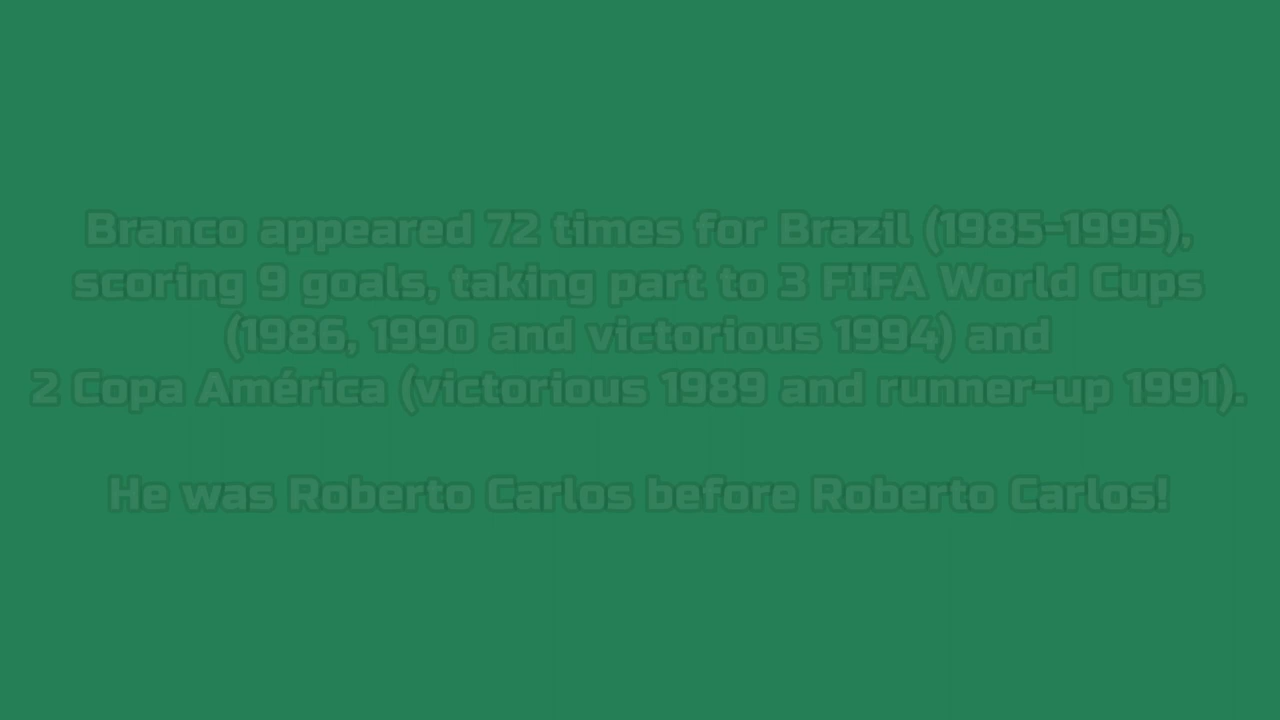 Branco appeared 72 times for Brazil (1985-1995),
scoring 9 goals, taking part to 3 FIFA World Cups
(1986, 1990 and victorious 1994) and
2 Copa América (victorious 1989 and runner-up 1991).
He was Roberto Carlos before Roberto Carlos!